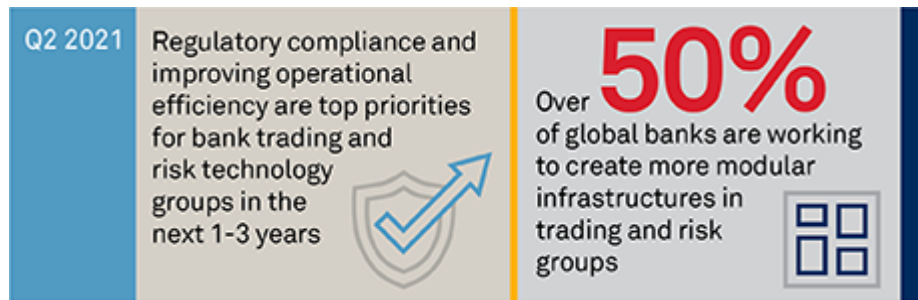 Q2 2021
Regulatory compliance and
improving operational
efficiency are top priorities
for bank trading and
risk technology
groups in the
next 1-3 years
Over 50%
of global banks are working
to create more modular
infrastructures in
trading and risk
groups